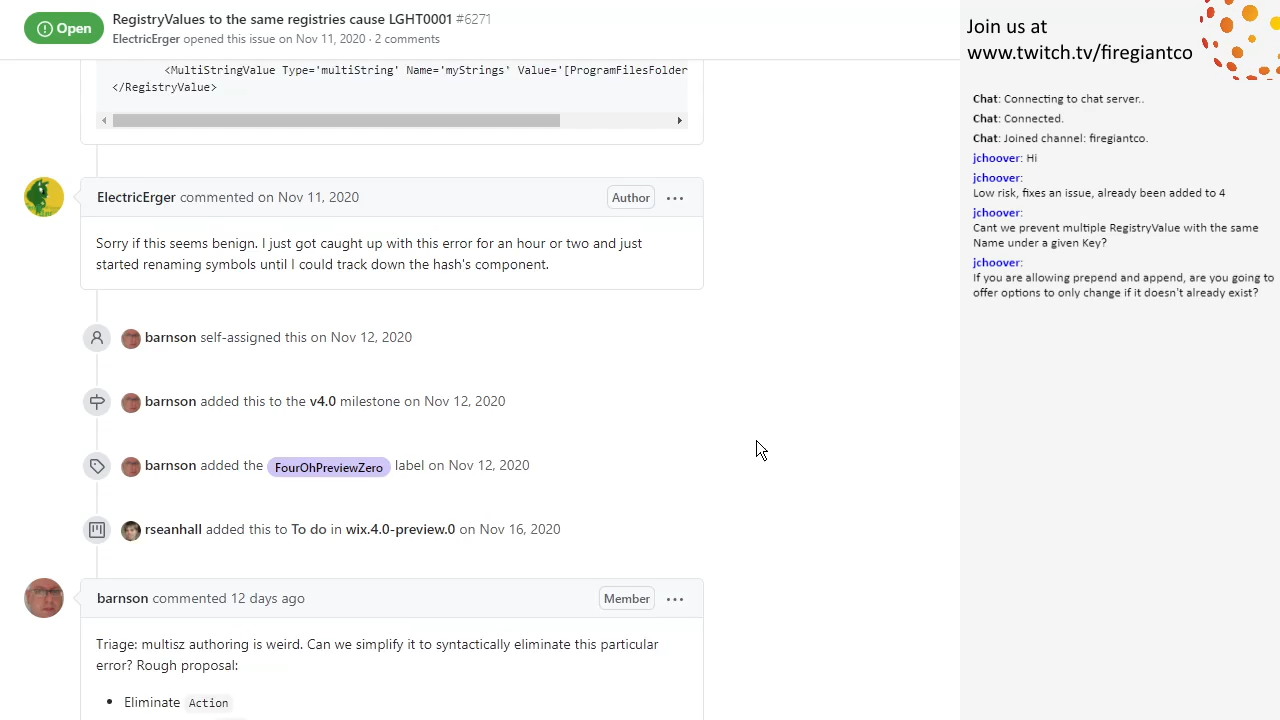 Open
RegistryValues to the same registries cause LGHT0001 #6271
ElectricErger opened this issue on Nov 11, 2020 · 2 comments
<MultiStringValue Type='multiString' Name='myStrings' Value='[ProgramFilesFolder
</RegistryValue>
ElectricErger commented on Nov 11, 2020
Author
Sorry if this seems benign. I just got caught up with this error for an hour or two and just
started renaming symbols until I could track down the hash's component.
barnson self-assigned this on Nov 12, 2020
barnson added this to the v4.0 milestone on Nov 12, 2020
barnson added the FourOhPreviewZero label on Nov 12, 2020
rseanhall added this to To do in wix.4.0-preview.0 on Nov 16, 2020
barnson commented 12 days ago
Member
Triage: multisz authoring is weird. Can we simplify it to syntactically eliminate this particular
error? Rough proposal:
• Eliminate Action
Join us at
www.twitch.tv/firegiantco
Chat: Connecting to chat server..
Chat: Connected.
Chat: Joined channel: firegiantco.
jchoover: Hi
jchoover:
Low risk, fixes an issue, already been added to 4
jchoover:
Cant we prevent multiple RegistryValue with the same
Name under a given Key?
jchoover:
If you are allowing prepend and append, are you going to
offer options to only change if it doesn't already exist?